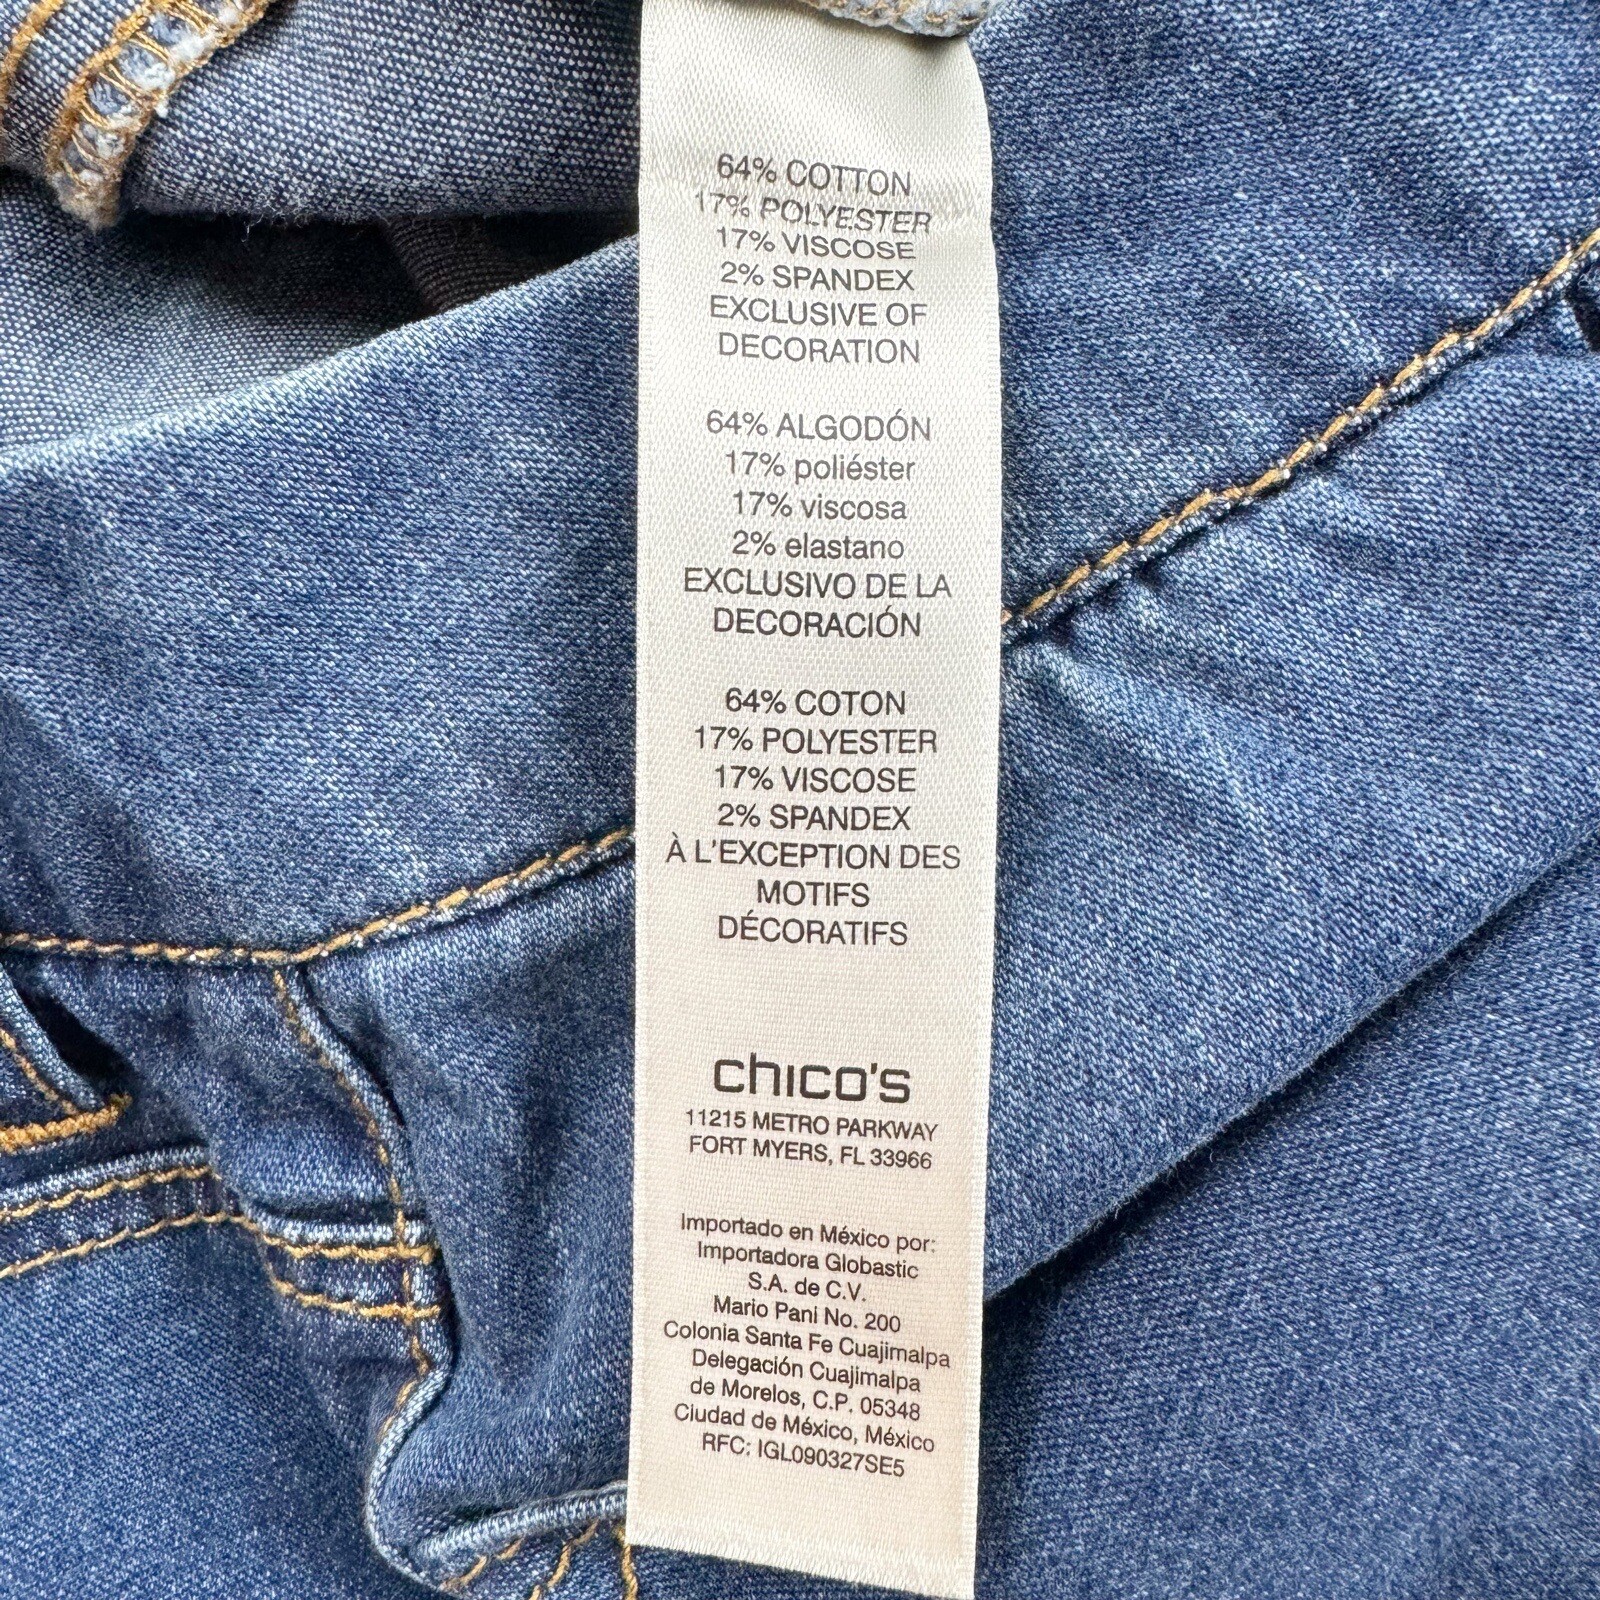 64% COTTON
17% POLYESTER
17% VISCOSE
2% SPANDEX
EXCLUSIVE OF
DECORATION
64% ALGODÓN
17% poliéster
17% viscosa
2% elastano
EXCLUSIVO DE LA
DECORACIÓN
64% COTON
17% POLYESTER
17% VISCOSE
2% SPANDEX
À L'EXCEPTION DES
MOTIFS
DÉCORATIFS
chico's
11215 METRO PARKWAY
FORT MYERS, FL 33966
Importado en México por:
Importadora Globastic
S.A. de C.V.
Mario Pani No. 200
Colonia Santa Fe Cuajimalpa
Delegación Cuajimalpa
de Morelos, C.P. 05348
Ciudad de México, México
RFC: IGL090327SE5